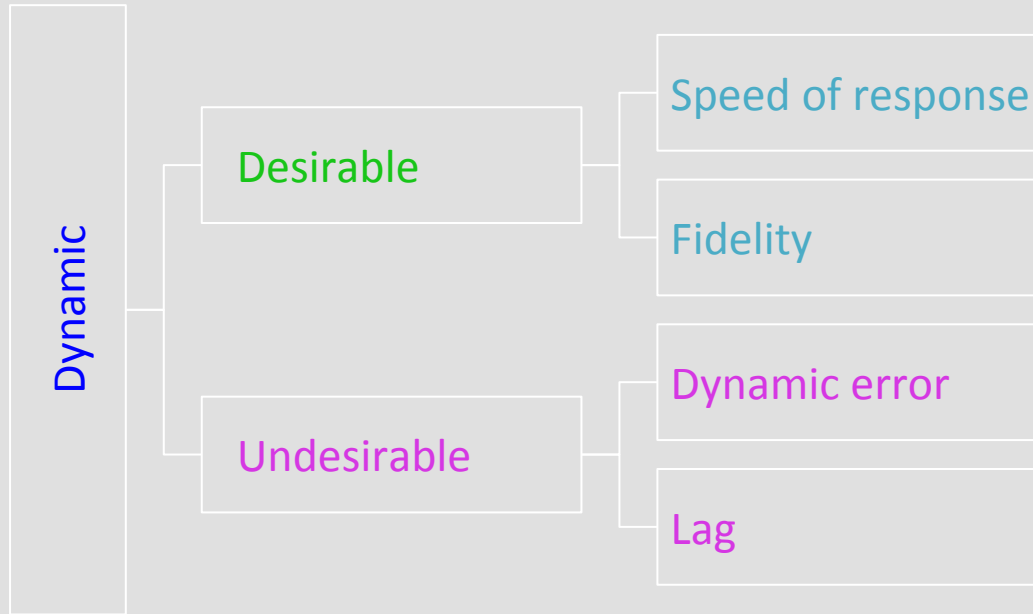 Dynamic
Desirable
Speed of response
Fidelity
Undesirable
Dynamic error
Lag